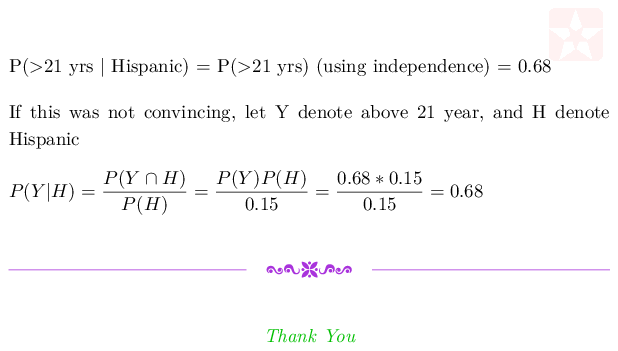 P(>21 yrs | Hispanic) = P(>21 yrs) (using independence) = 0.68
If this was not convincing, let Y denote above 21 year, and H denote
Hispanic
P(Y|H) = \frac{P(Y ∩ H)}{P(H)} = \frac{P(Y)P(H)}{0.15} = \frac{0.68 * 0.15}{0.15} = 0.68
Thank You